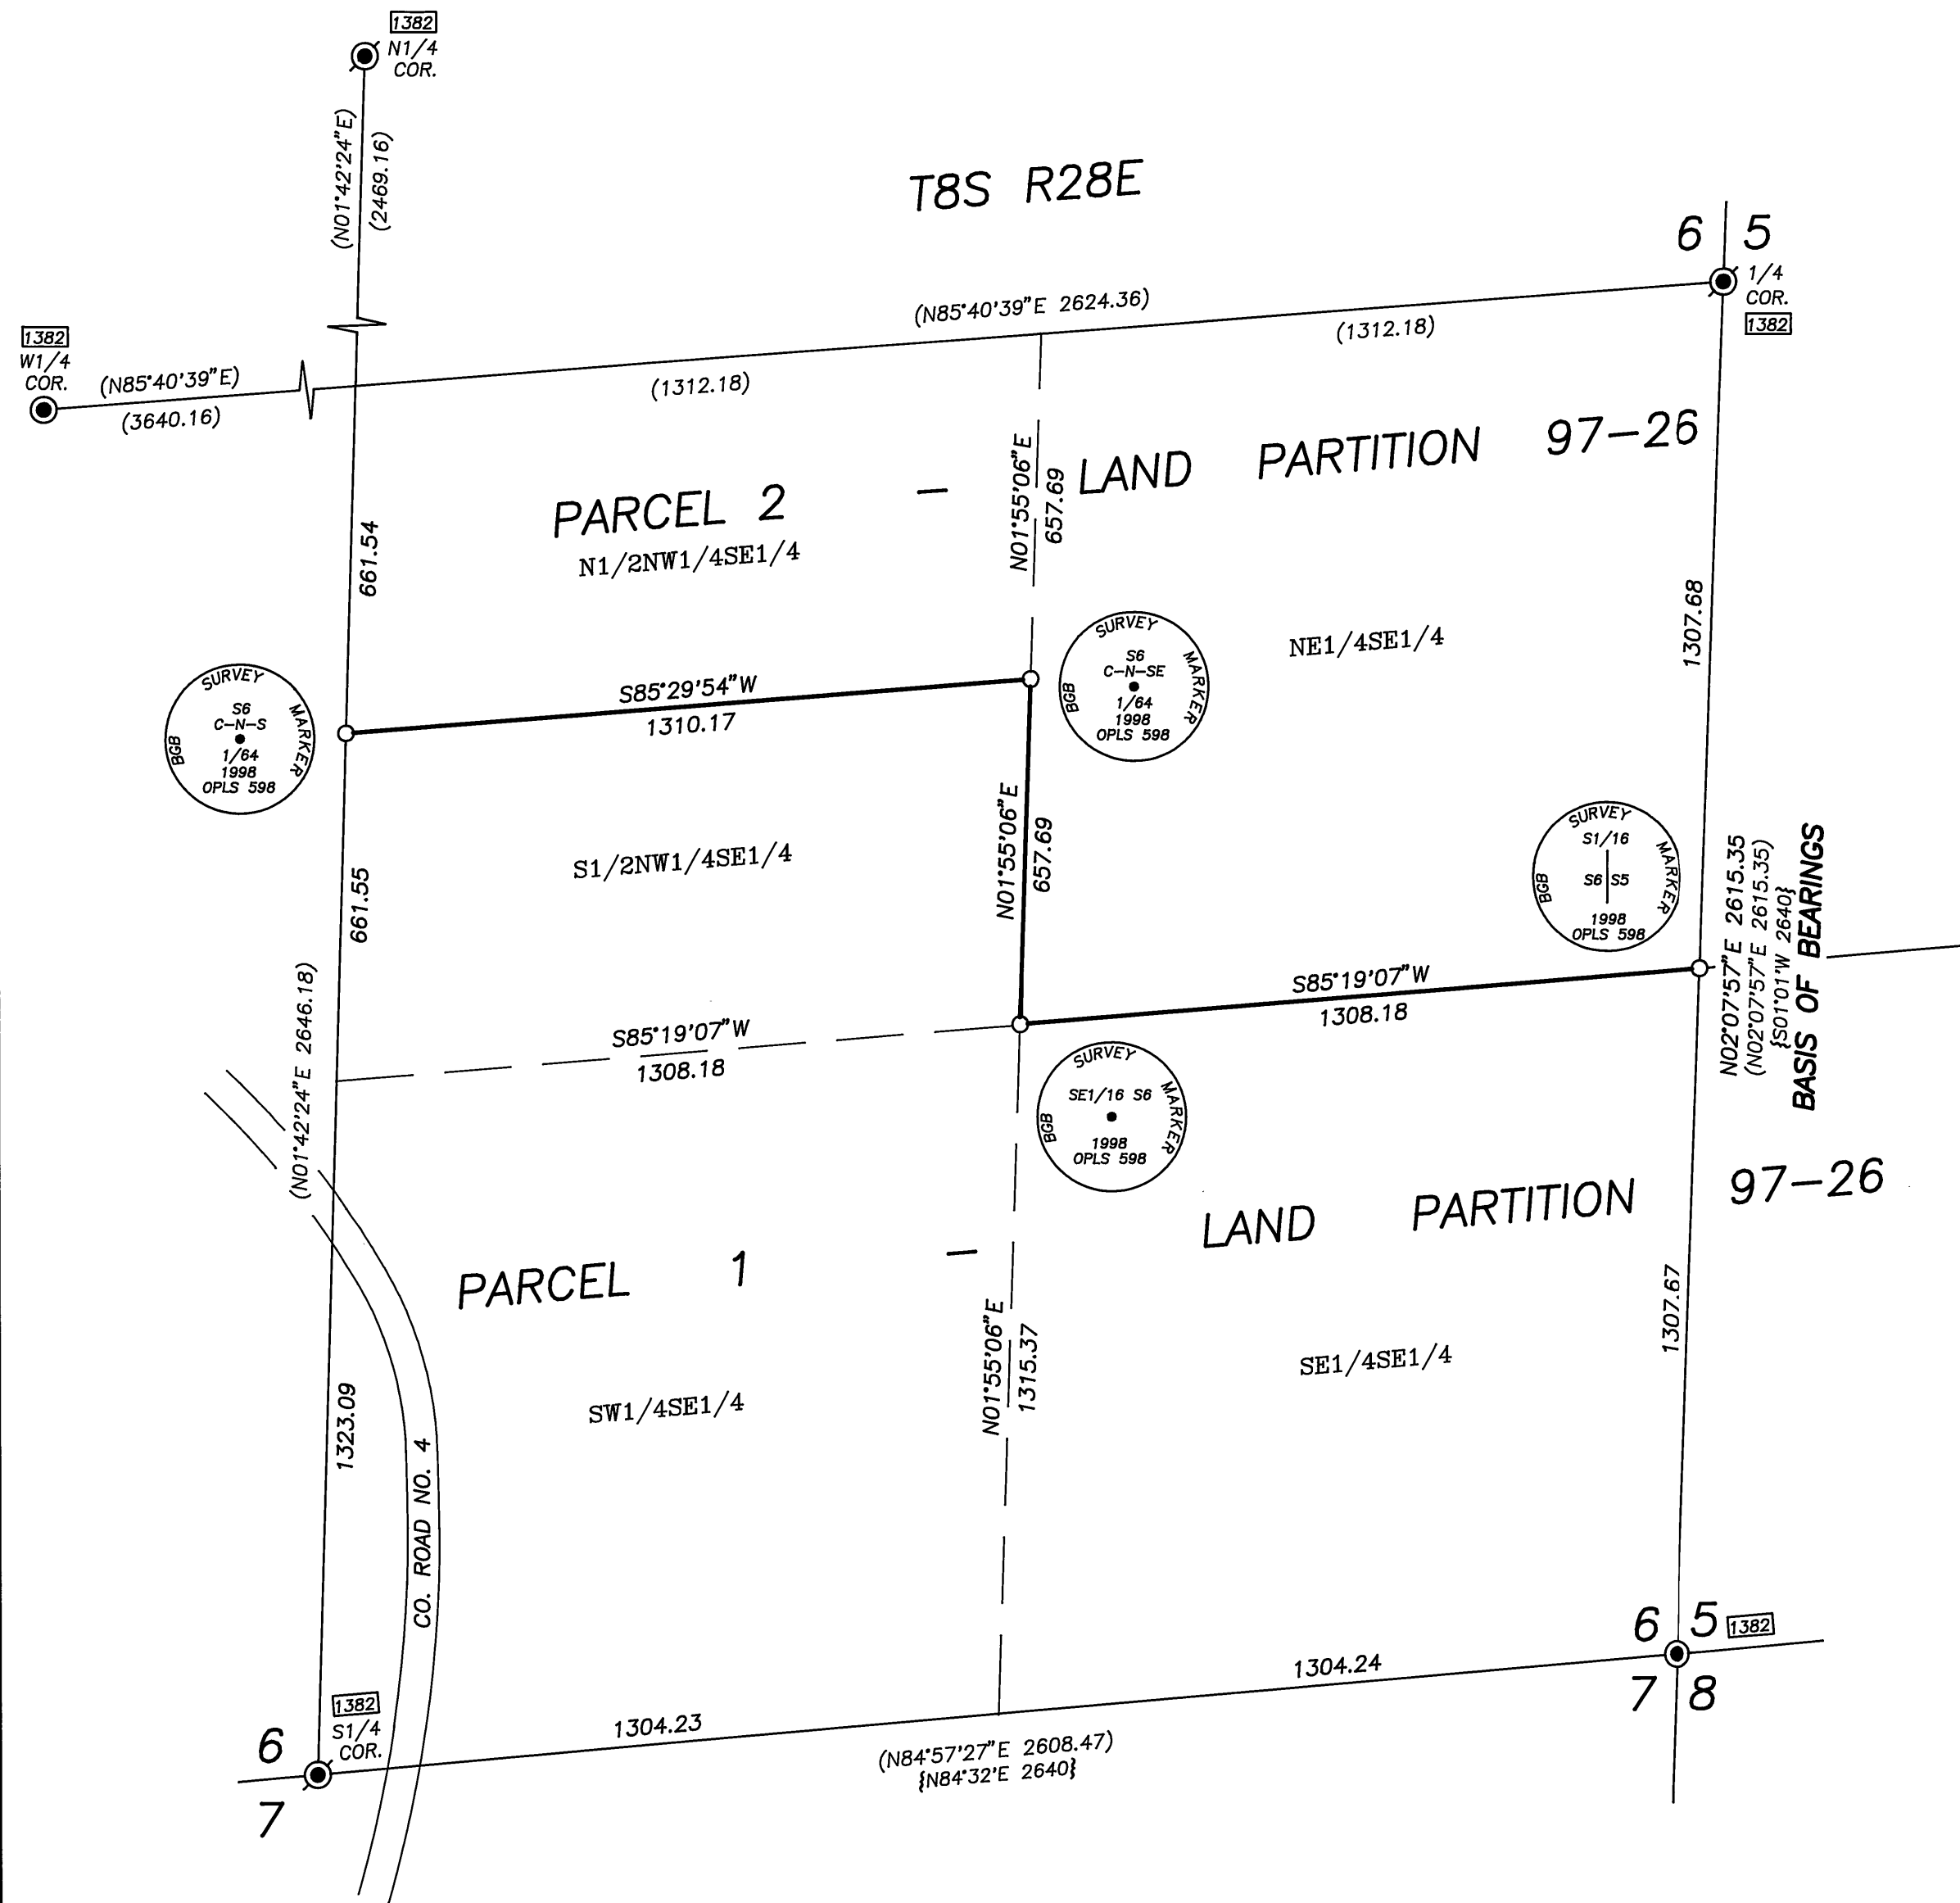 1382
N1/4
COR.
(N01°42'24"E)
(2469.16)
T8S R28E
6 5
1/4
COR.
1382
(N85°40'39"E 2624.36)
(1312.18)
1382
W1/4
COR.
(N85°40'39"E)
(3640.16)
(1312.18)
PARCEL 2 - LAND PARTITION 97-26
N1/2NW1/4SE1/4
N01°55'06"E
657.69
661.54
1307.68
NE1/4SE1/4
SURVEY MARKER
BGB
S6
C-N-SE
1/64
1998
OPLS 598
SURVEY MARKER
BGB
S6
C-N-S
1/64
1998
OPLS 598
S85°29'54"W
1310.17
N01°55'06"E
657.69
S1/2NW1/4SE1/4
661.55
SURVEY MARKER
BGB
S1/16
S6 S5
1998
OPLS 598
N02°07'57"E 2615.35
(N02°07'57"E 2615.35)
{S01°01'W 2640}
BASIS OF BEARINGS
S85°19'07"W
1308.18
S85°19'07"W
1308.18
(N01°42'24"E 2646.18)
SURVEY MARKER
BGB
SE1/16 S6
1998
OPLS 598
PARCEL 1 - LAND PARTITION 97-26
N01°55'06"E
1315.37
1307.67
SE1/4SE1/4
SW1/4SE1/4
1323.09
CO. ROAD NO. 4
6 5
1382
7 8
1304.24
1304.23
1382
S1/4
COR.
6
7
(N84°57'27"E 2608.47)
{N84°32'E 2640}